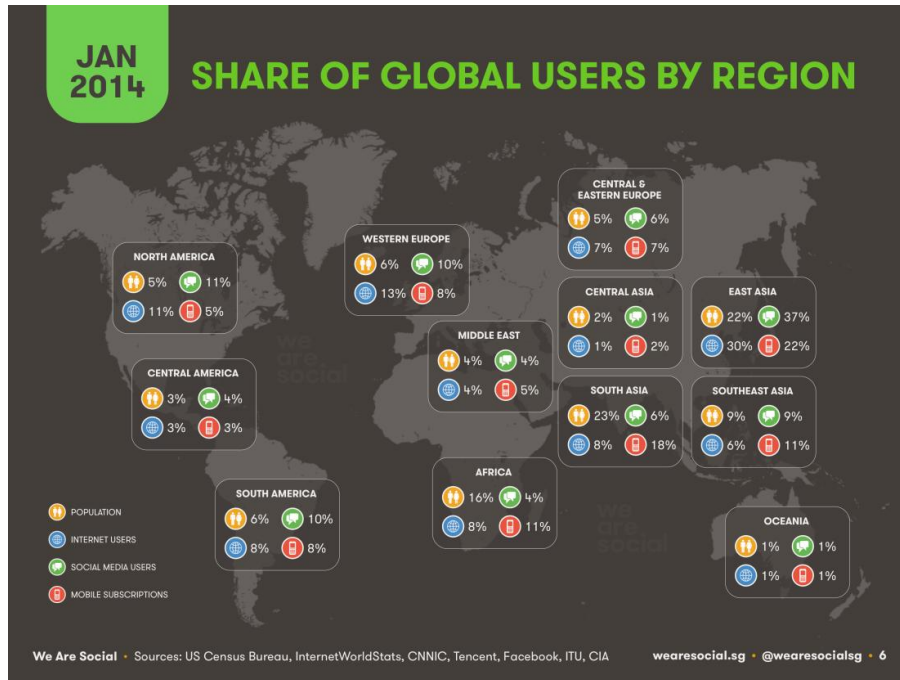 JAN
2014
SHARE OF GLOBAL USERS BY REGION
CENTRAL &
EASTERN EUROPE
5% 6%
7% 7%
WESTERN EUROPE
6% 10%
13% 8%
NORTH AMERICA
5% 11%
11% 5%
CENTRAL ASIA
2% 1%
1% 2%
EAST ASIA
22% 37%
30% 22%
MIDDLE EAST
4% 4%
4% 5%
we
are
social
CENTRAL AMERICA
3% 4%
3% 3%
SOUTH ASIA
23% 6%
8% 18%
SOUTHEAST ASIA
9% 9%
6% 11%
AFRICA
16% 4%
8% 11%
SOUTH AMERICA
6% 10%
8% 8%
we
are
social
OCEANIA
1% 1%
1% 1%
POPULATION
INTERNET USERS
SOCIAL MEDIA USERS
MOBILE SUBSCRIPTIONS
We Are Social • Sources: US Census Bureau, InternetWorldStats, CNNIC, Tencent, Facebook, ITU, CIA
wearesocial.sg • @wearesocialsg • 6